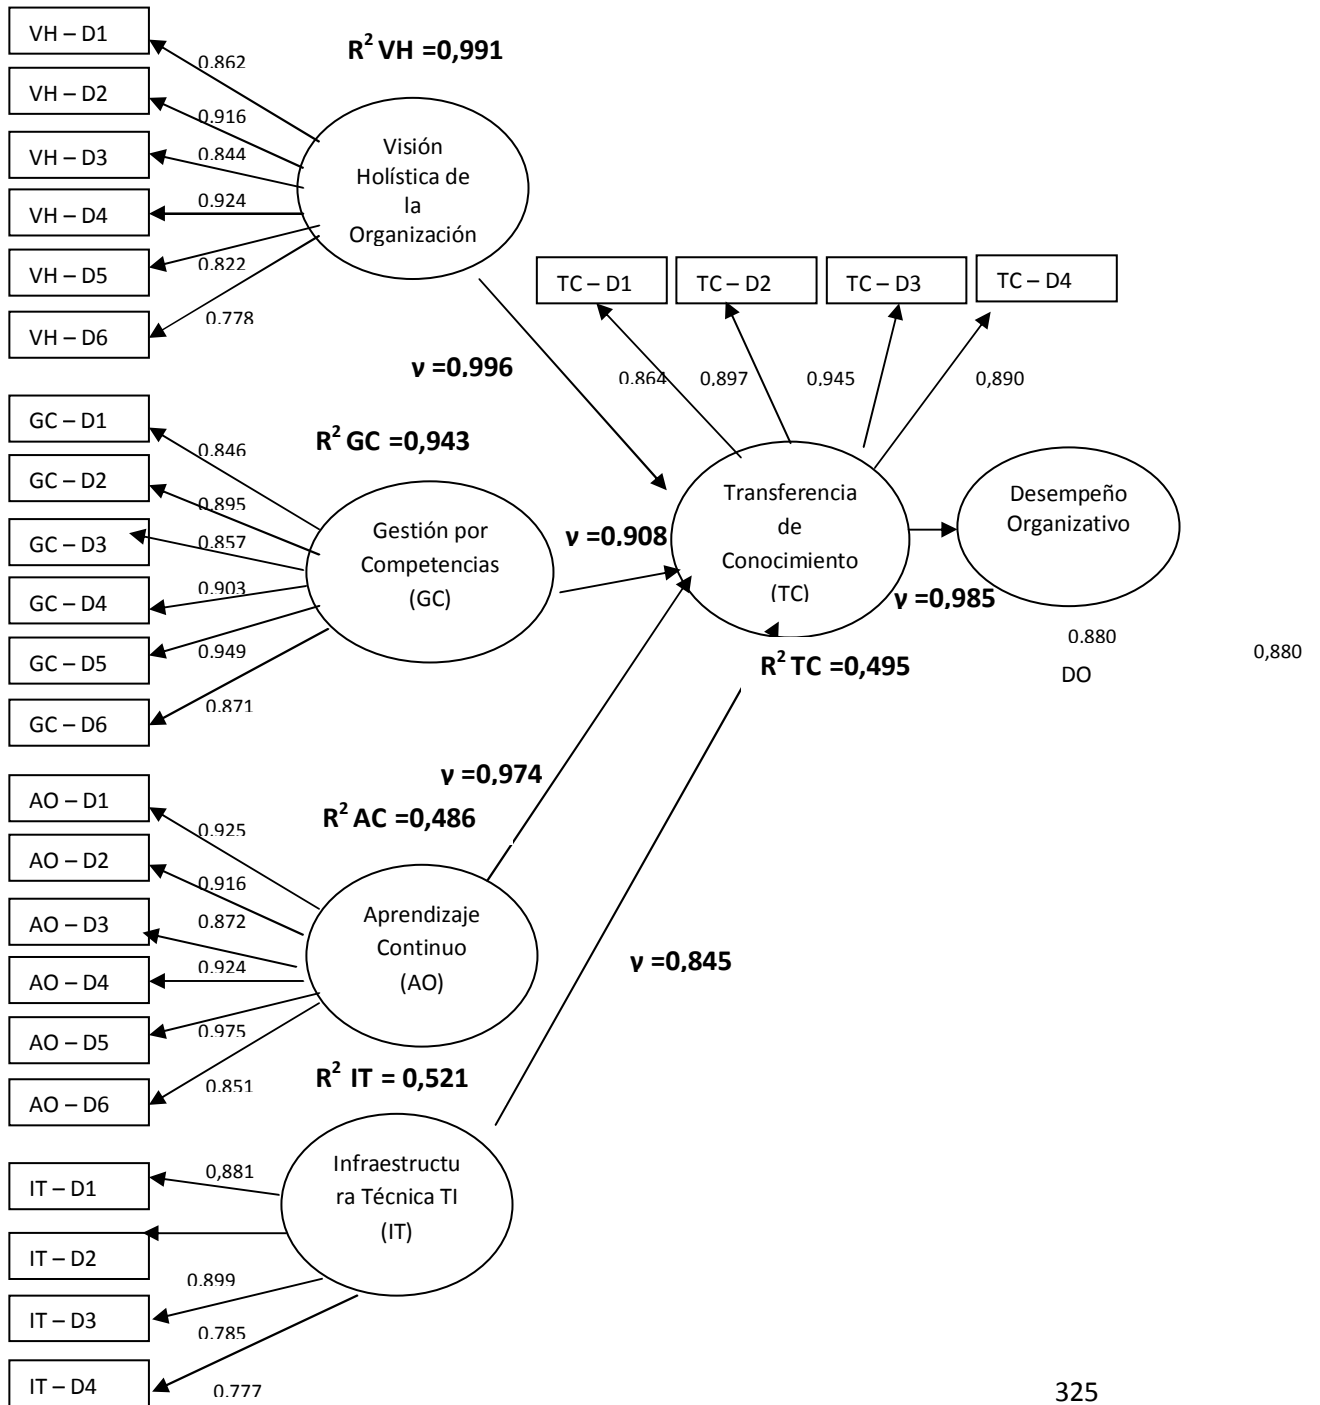 VH – D1
0,862
VH – D2
0,916
VH – D3
0,844
VH – D4
0,924
VH – D5
0,822
VH – D6
0,778
R² VH =0,991
Visión
Holística de
la
Organización
γ =0,996
TC – D1
TC – D2
TC – D3
TC – D4
0,864
0,897
0,945
0,890
GC – D1
0,846
GC – D2
0,895
GC – D3
0,857
GC – D4
0,903
GC – D5
0,949
GC – D6
0,871
R² GC =0,943
Gestión por
Competencias
(GC)
γ =0,908
Transferencia
de
Conocimiento
(TC)
γ =0,985
R² TC =0,495
Desempeño
Organizativo
0,880
0,880
DO
AO – D1
0,925
AO – D2
0,916
AO – D3
0,872
AO – D4
0,924
AO – D5
0,975
AO – D6
0,851
γ =0,974
R² AC =0,486
Aprendizaje
Continuo
(AO)
γ =0,845
R² IT = 0,521
IT – D1
0,881
IT – D2
0,899
IT – D3
0,785
IT – D4
0,777
Infraestructu
ra Técnica TI
(IT)
325